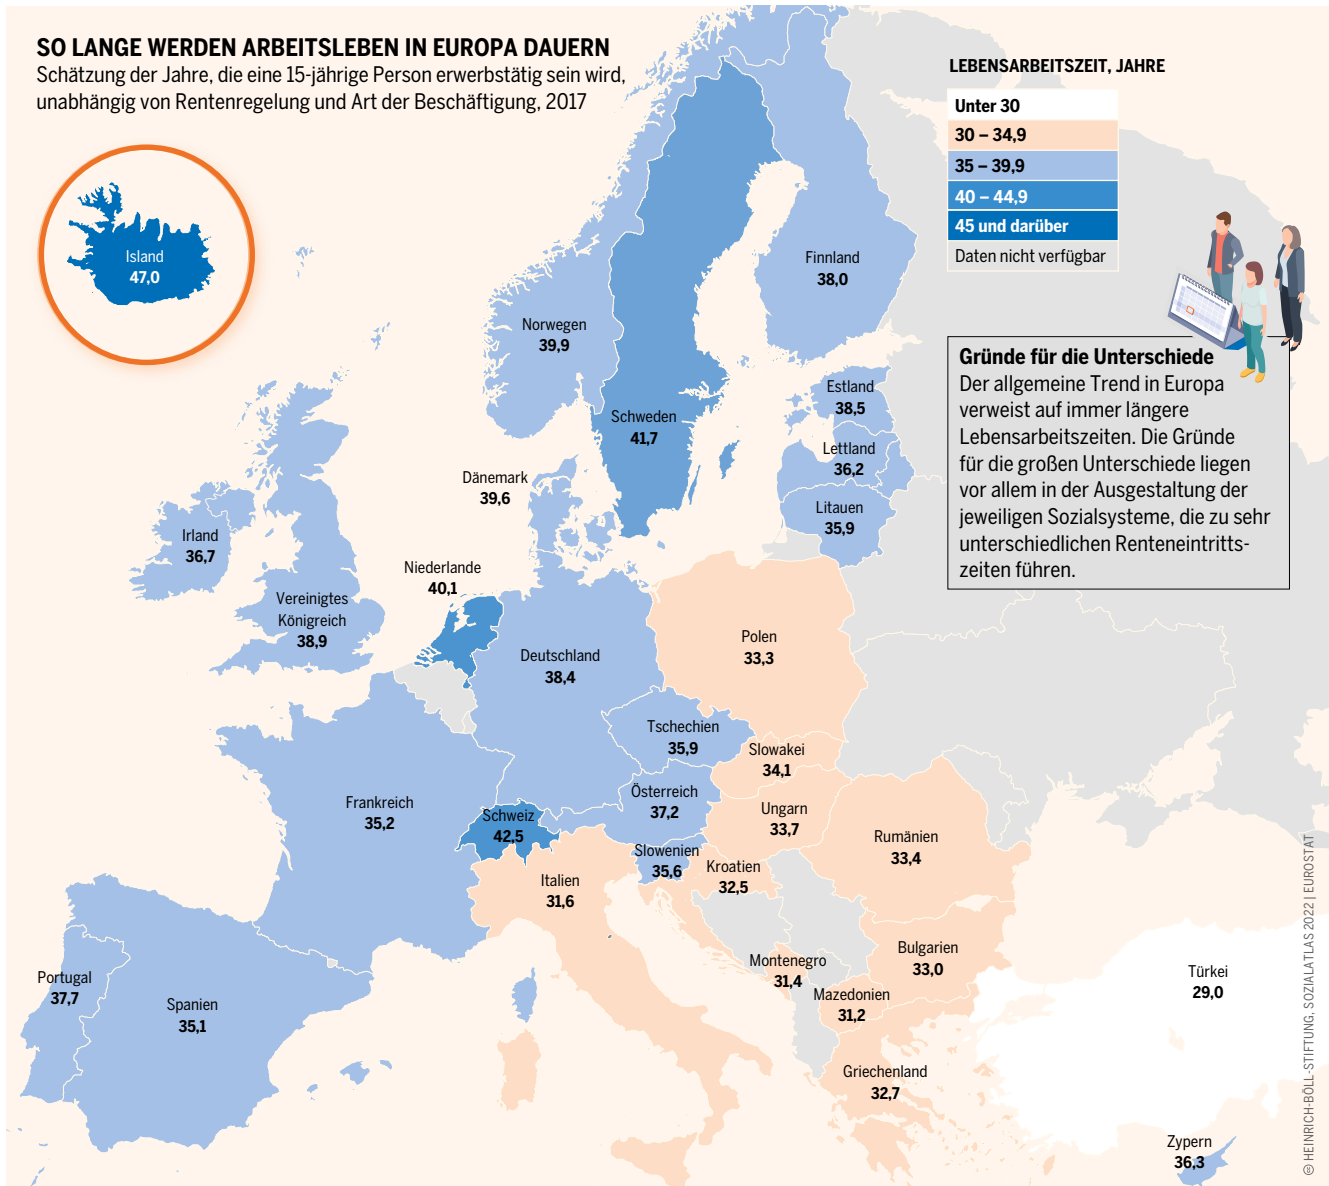 SO LANGE WERDEN ARBEITSLEBEN IN EUROPA DAUERN
Schätzung der Jahre, die eine 15-jährige Person erwerbstätig sein wird,
unabhängig von Rentenregelung und Art der Beschäftigung, 2017
LEBENSARBEITSZEIT, JAHRE
Unter 30
30 – 34,9
35 – 39,9
40 – 44,9
45 und darüber
Daten nicht verfügbar
Island
47,0
Finnland
38,0
Norwegen
39,9
Gründe für die Unterschiede
Der allgemeine Trend in Europa
verweist auf immer längere
Lebensarbeitszeiten. Die Gründe
für die großen Unterschiede liegen
vor allem in der Ausgestaltung der
jeweiligen Sozialsysteme, die zu sehr
unterschiedlichen Renteneintritts-
zeiten führen.
Estland
38,5
Schweden
41,7
Lettland
36,2
Dänemark
39,6
Litauen
35,9
Irland
36,7
Niederlande
40,1
Vereinigtes
Königreich
38,9
Polen
33,3
Deutschland
38,4
Tschechien
35,9
Slowakei
34,1
Österreich
37,2
Frankreich
35,2
Schweiz
42,5
Ungarn
33,7
Rumänien
33,4
Slowenien
35,6
Kroatien
32,5
Italien
31,6
Bulgarien
33,0
Montenegro
31,4
Portugal
37,7
Türkei
29,0
Mazedonien
31,2
Spanien
35,1
Griechenland
32,7
Zypern
36,3
HEINRICH-BÖLL-STIFTUNG, SOZIALATLAS 2022 | EUROSTAT